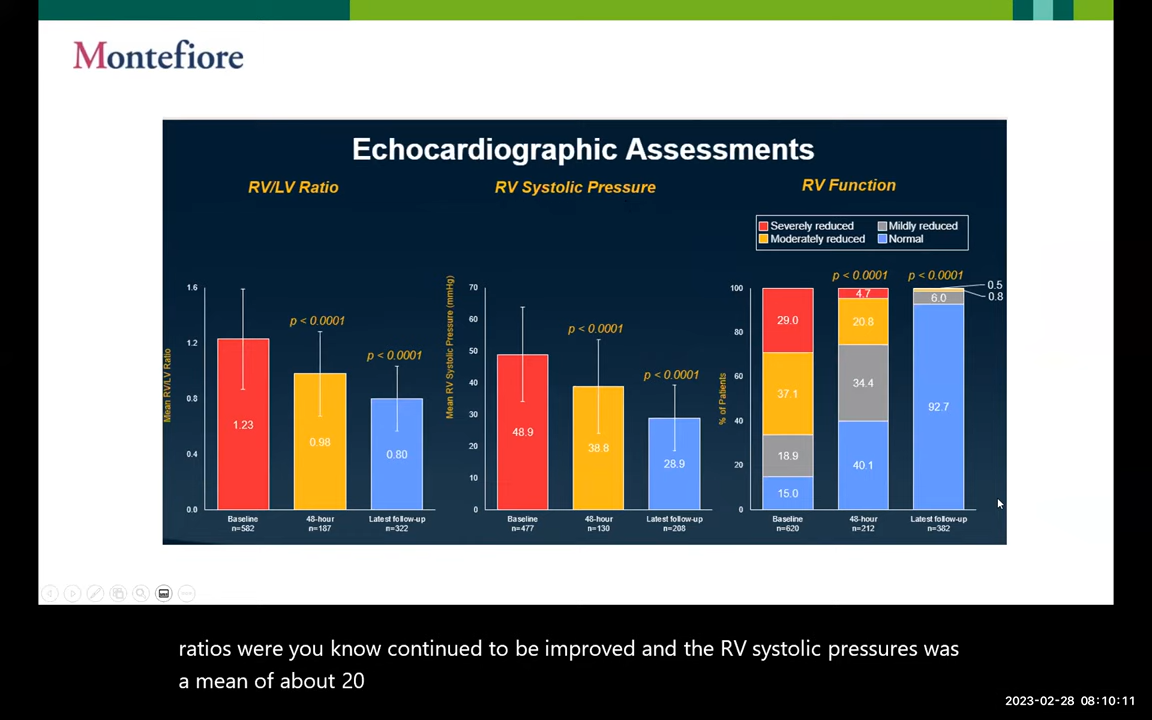 Montefiore
Echocardiographic Assessments
RV/LV Ratio
Mean RV/LV Ratio
1.6
1.2
0.8
0.4
0.0
p < 0.0001
p < 0.0001
1.23
0.98
0.80
Baseline
n=582
48-hour
n=187
Latest follow-up
n=322
RV Systolic Pressure
Mean RV Systolic Pressure (mmHg)
70
60
50
40
30
20
10
0
p < 0.0001
p < 0.0001
48.9
38.8
28.9
Baseline
n=477
48-hour
n=130
Latest follow-up
n=208
RV Function
Severely reduced
Mildly reduced
Moderately reduced
Normal
% of Patients
100
80
60
40
20
0
p < 0.0001
p < 0.0001
29.0
37.1
18.9
15.0
4.7
20.8
34.4
40.1
0.5
0.8
6.0
92.7
Baseline
n=620
48-hour
n=212
Latest follow-up
n=382
ratios were you know continued to be improved and the RV systolic pressures was
a mean of about 20
2023-02-28 08:10:11